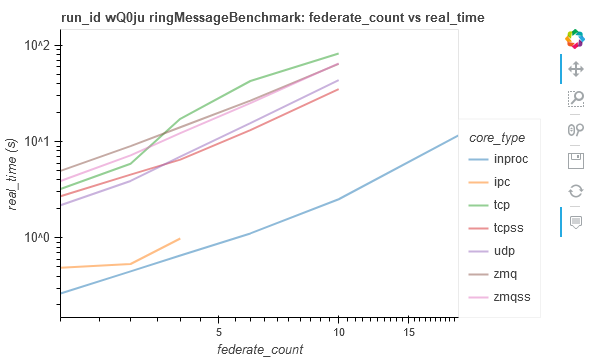 run_id wQ0ju ringMessageBenchmark: federate_count vs real_time
10^2
10^1
10^0
real_time (s)
5
10
15
federate_count
core_type
inproc
ipc
tcp
tcpss
udp
zmq
zmqss